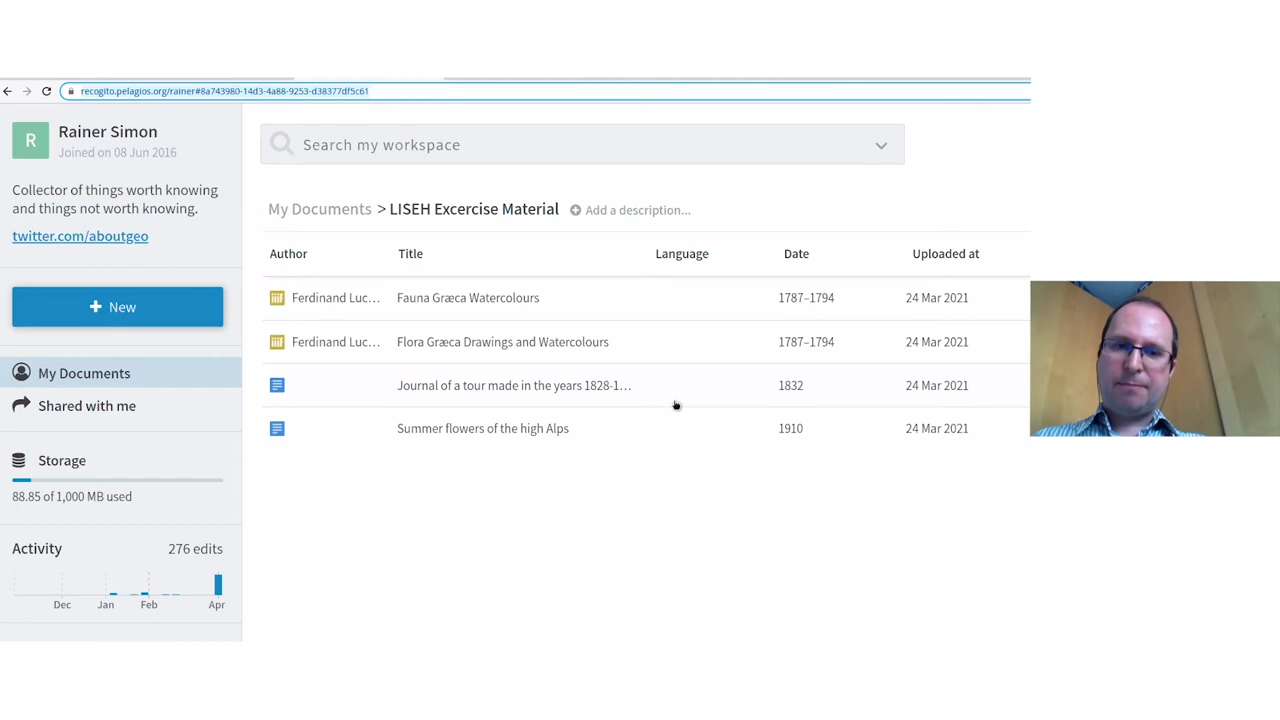 recogito.pelagios.org/rainer#8a743980-14d3-4a88-9253-d38377df5c61
R
Rainer Simon
Joined on 08 Jun 2016
Collector of things worth knowing
and things not worth knowing.
twitter.com/aboutgeo
New
My Documents
Shared with me
Storage
88.85 of 1,000 MB used
Activity 276 edits
Dec Jan Feb Apr
Search my workspace
My Documents > LISEH Excercise Material Add a description...
Author Title Language Date Uploaded at
Ferdinand Luc... Fauna Græca Watercolours 1787–1794 24 Mar 2021
Ferdinand Luc... Flora Græca Drawings and Watercolours 1787–1794 24 Mar 2021
Journal of a tour made in the years 1828-1... 1832 24 Mar 2021
Summer flowers of the high Alps 1910 24 Mar 2021